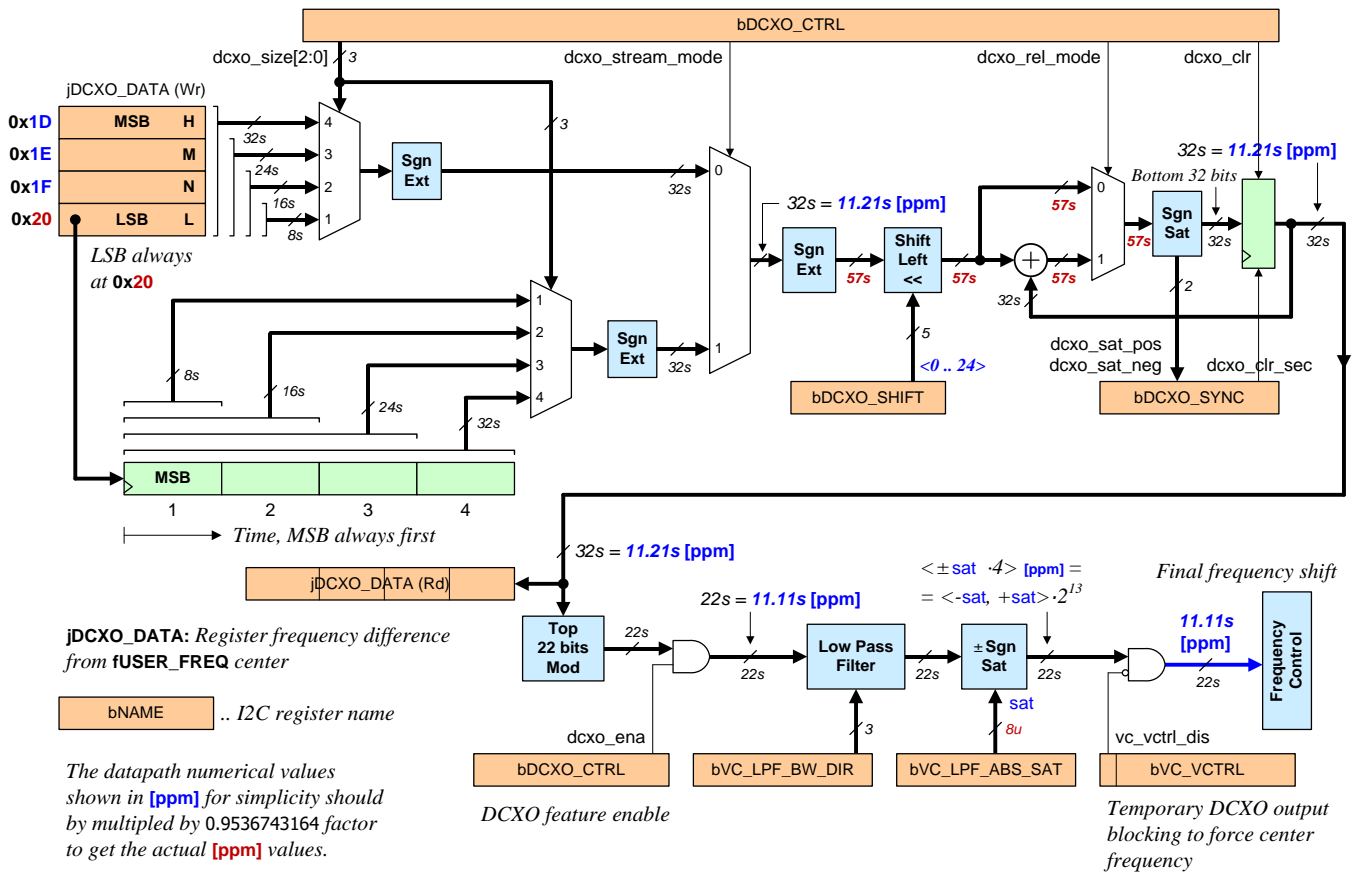 bDCXO_CTRL
dcxo_size[2:0]
3
dcxo_stream_mode
dcxo_rel_mode
dcxo_clr
jDCXO_DATA (Wr)
0x1D
MSB H
0x1E
M
0x1F
N
0x20
LSB L
32s
24s
16s
8s
4
3
2
1
Sgn
Ext
3
32s
0
1
LSB always
at 0x20
32s = 11.21s [ppm]
Sgn
Ext
57s
Shift
Left
<<
57s
57s
57s
32s
0
1
57s
Sgn
Sat
32s = 11.21s [ppm]
Bottom 32 bits
32s
32s
2
5
<0 .. 24>
bDCXO_SHIFT
dcxo_sat_pos
dcxo_sat_neg
dcxo_clr_sec
bDCXO_SYNC
1
2
3
4
Sgn
Ext
32s
8s
16s
24s
32s
MSB
1
2
3
4
Time, MSB always first
32s = 11.21s [ppm]
jDCXO_DATA (Rd)
jDCXO_DATA: Register frequency difference
from fUSER_FREQ center
bNAME
.. I2C register name
The datapath numerical values
shown in [ppm] for simplicity should
by multipled by 0.9536743164 factor
to get the actual [ppm] values.
Top
22 bits
Mod
22s
22s = 11.11s [ppm]
22s
Low Pass
Filter
22s
<±sat ·4> [ppm] =
= <-sat, +sat>·2^13
± Sgn
Sat
22s
sat
8u
3
Final frequency shift
11.11s
[ppm]
22s
Frequency
Control
dcxo_ena
vc_vctrl_dis
bDCXO_CTRL
bVC_LPF_BW_DIR
bVC_LPF_ABS_SAT
bVC_VCTRL
DCXO feature enable
Temporary DCXO output
blocking to force center
frequency